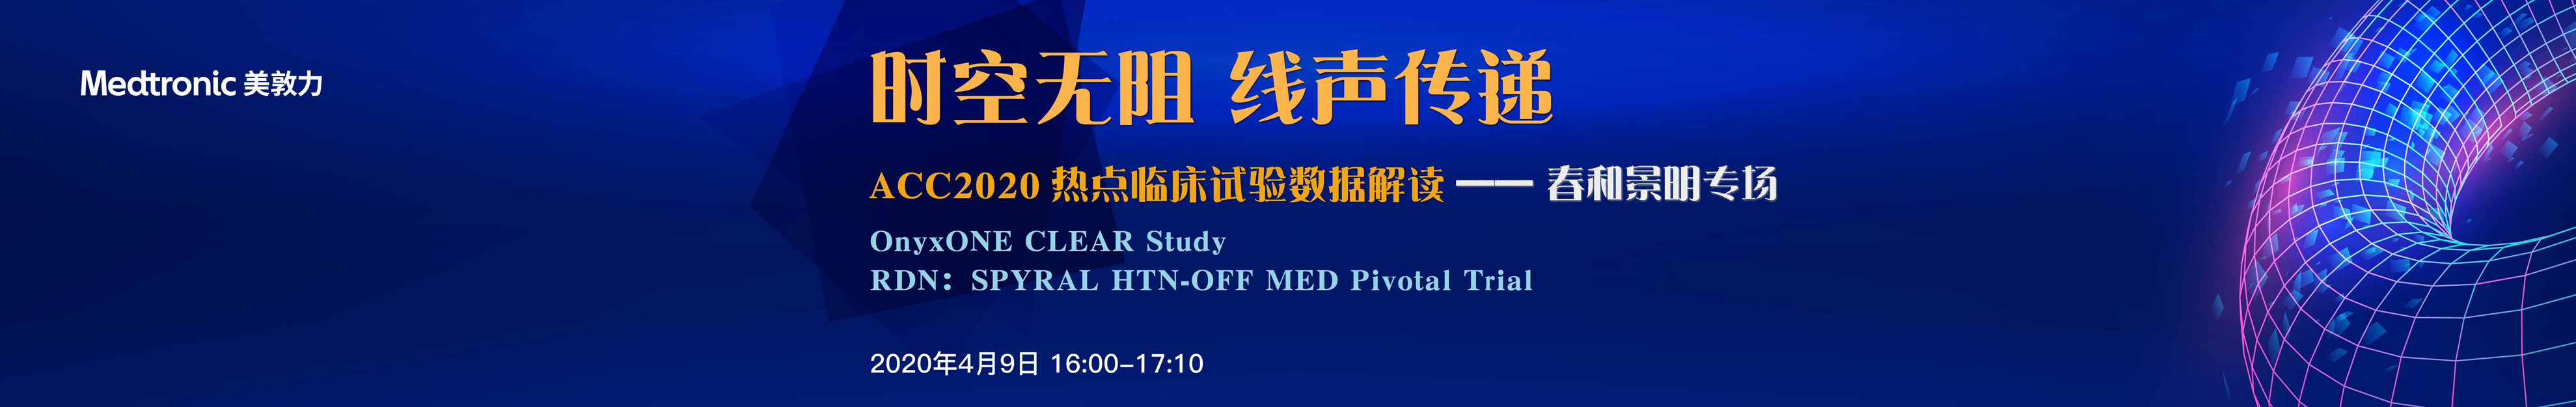 Medtronic 美敦力
时空无阻 线声传递
ACC2020 热点临床试验数据解读 —— 春和景明专场
OnyxONE CLEAR Study
RDN：SPYRAL HTN-OFF MED Pivotal Trial
2020年4月9日 16:00-17:10